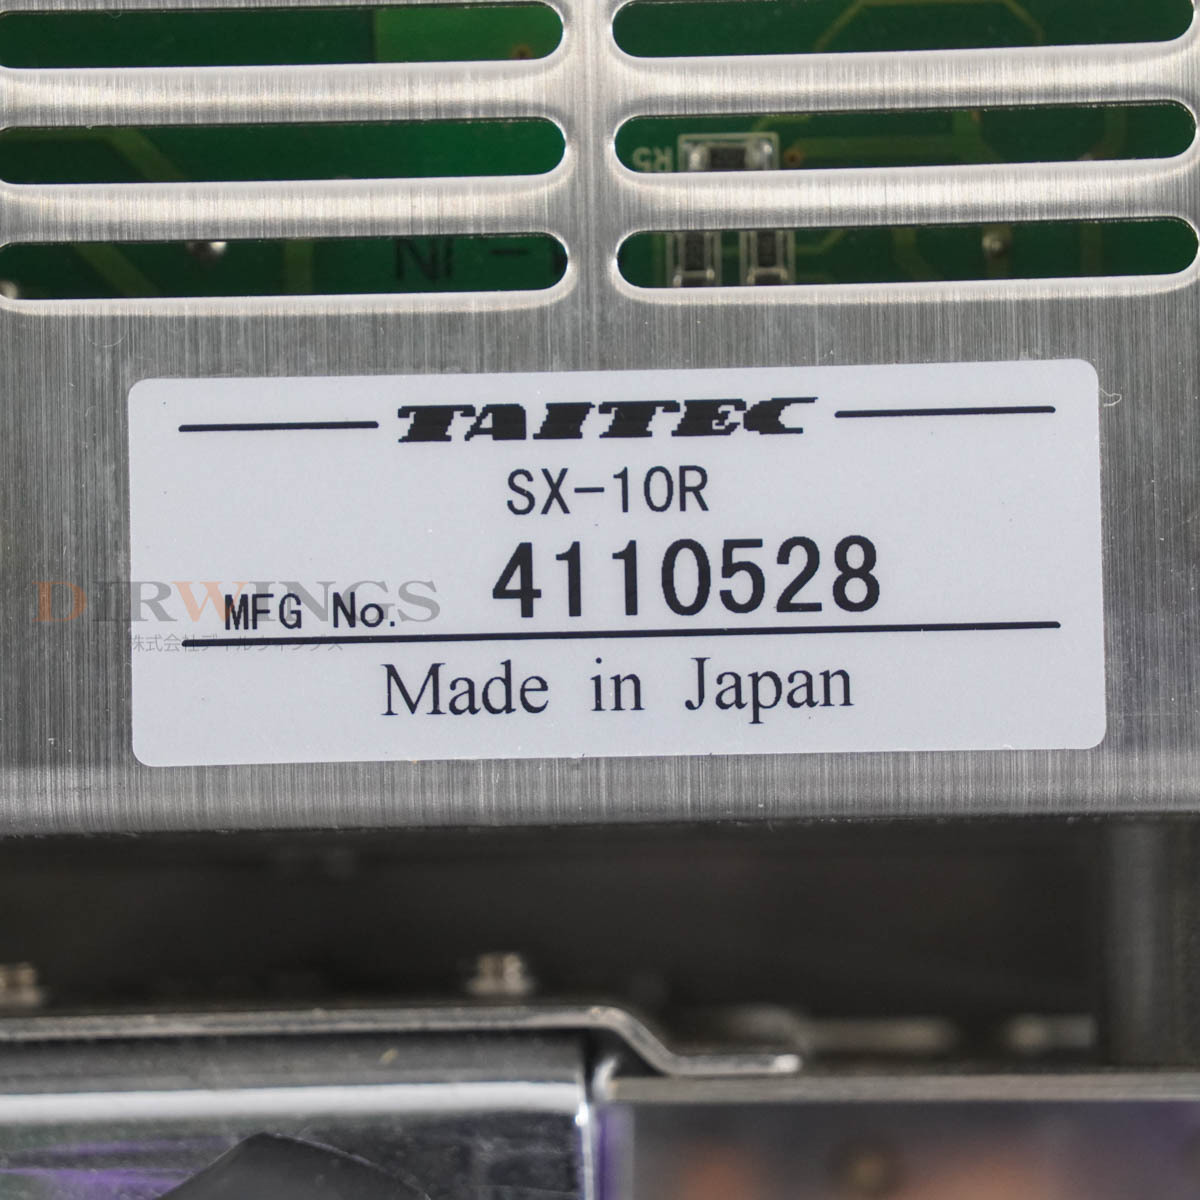 R5
TAITEC
SX-10R
4110528
MFG No.
DIRWINGS
株式会社ディルウィングス
Made in Japan